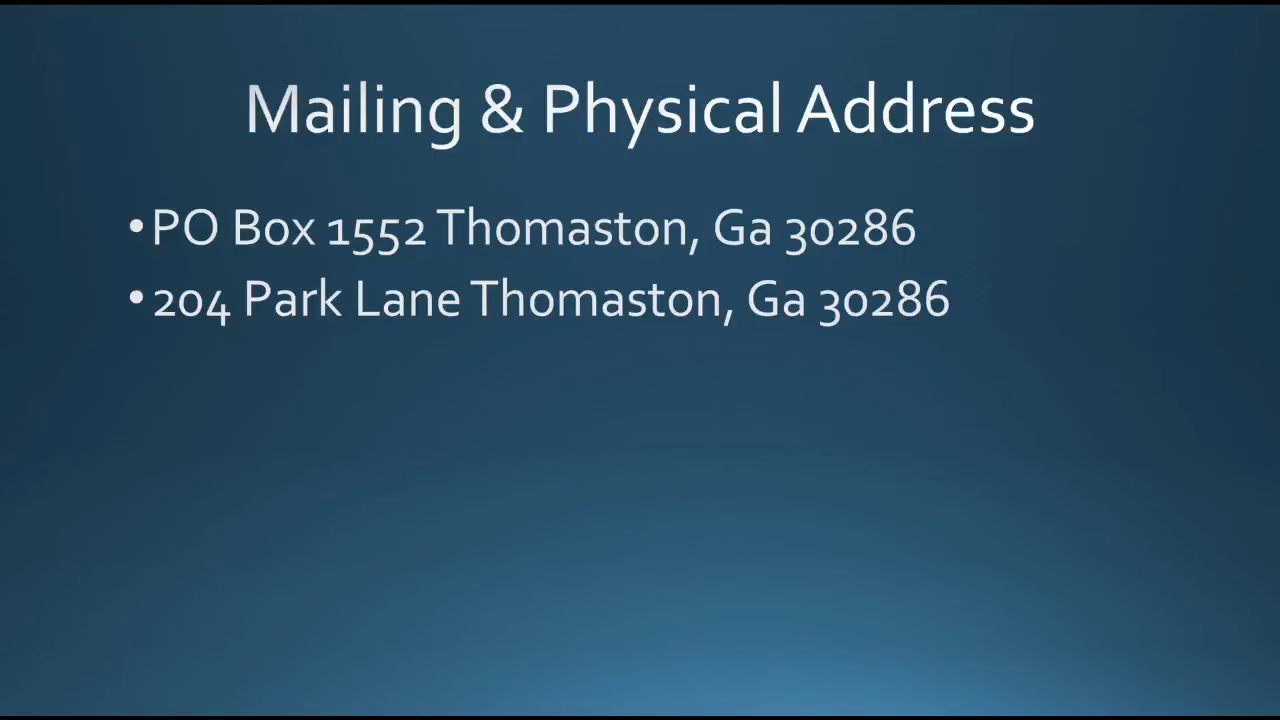 Mailing & Physical Address
•PO Box 1552 Thomaston, Ga 30286
•204 Park Lane Thomaston, Ga 30286